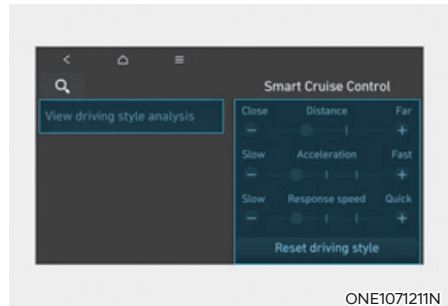 Smart Cruise Control
View driving style analysis
Close Distance Far
Slow Acceleration Fast
Slow Response speed Quick
Reset driving style
ONE1071211N